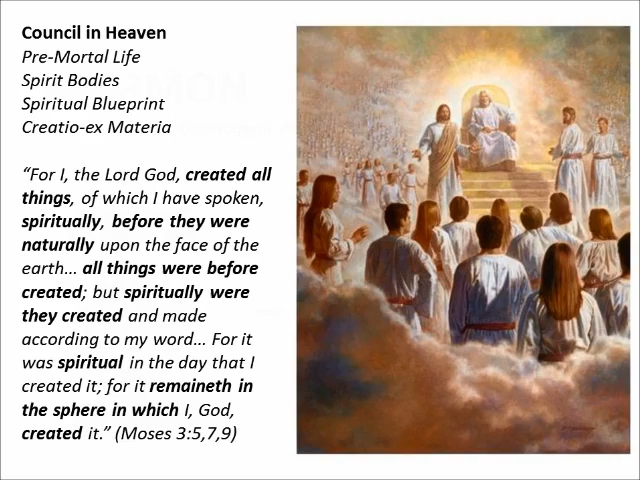 Council in Heaven
Pre-Mortal Life
Spirit Bodies
Spiritual Blueprint
Creatio-ex Materia
“For I, the Lord God, created all
things, of which I have spoken,
spiritually, before they were
naturally upon the face of the
earth… all things were before
created; but spiritually were
they created and made
according to my word… For it
was spiritual in the day that I
created it; for it remaineth in
the sphere in which I, God,
created it.” (Moses 3:5,7,9)